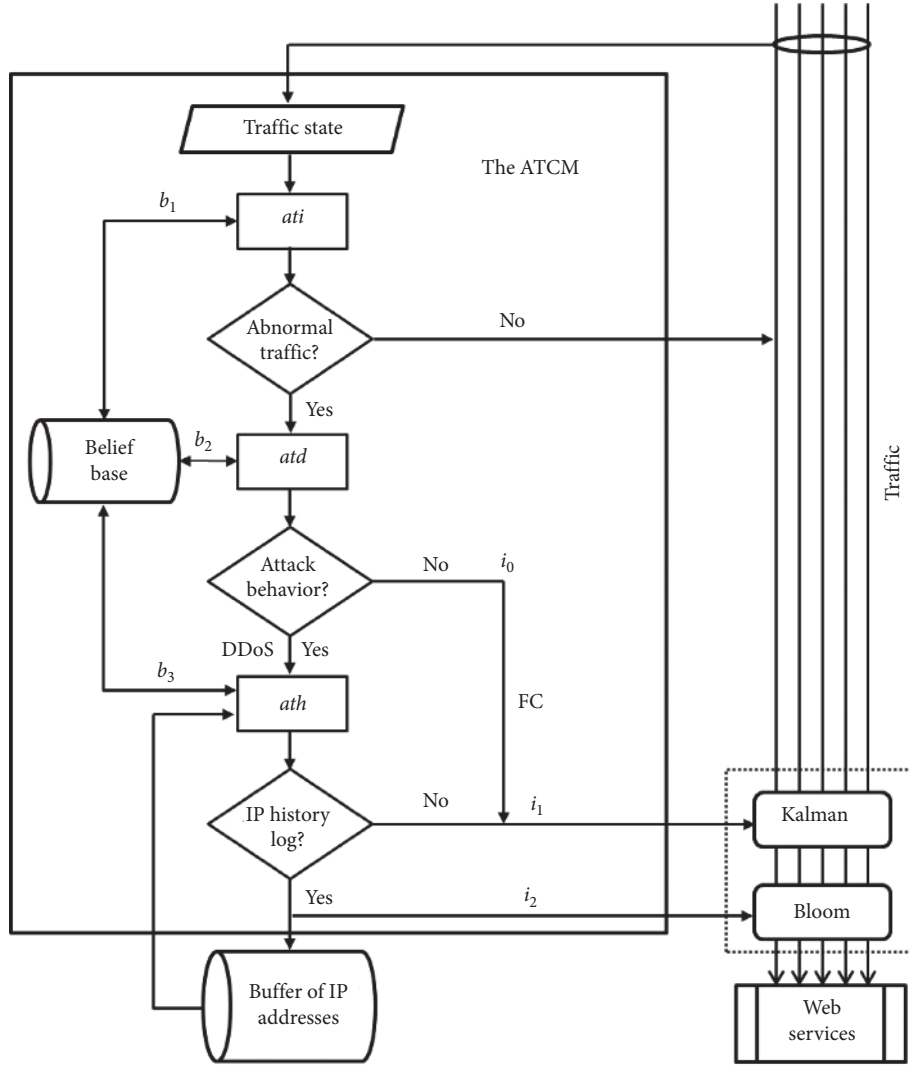 Traffic state
The ATCM
b1
ati
Abnormal
traffic?
No
Yes
Belief
base
b2
atd
Traffic
Attack
behavior?
No
i0
DDoS
Yes
b3
ath
FC
IP history
log?
No
i1
Kalman
Yes
i2
Bloom
Buffer of IP
addresses
Web
services